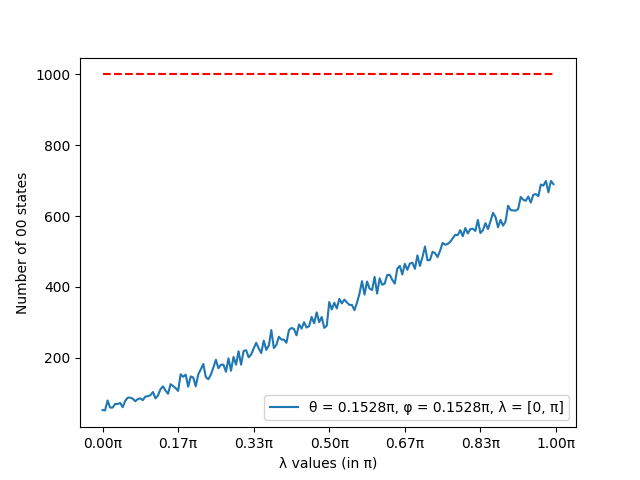 Number of 00 states
1000
800
600
400
200
0.00π 0.17π 0.33π 0.50π 0.67π 0.83π 1.00π
λ values (in π)
θ = 0.1528π, φ = 0.1528π, λ = [0, π]